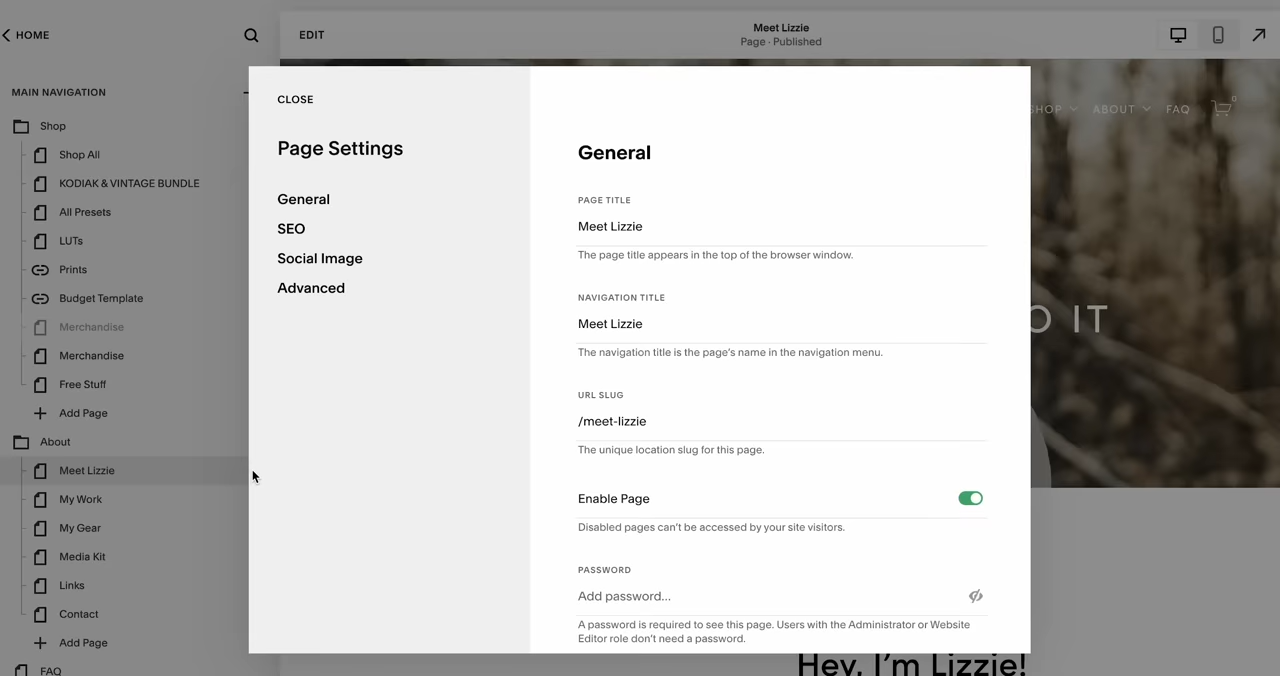 HOME
EDIT
Meet Lizzie
Page · Published
MAIN NAVIGATION
Shop
Shop All
KODIAK & VINTAGE BUNDLE
All Presets
LUTs
Prints
Budget Template
Merchandise
Merchandise
Free Stuff
Add Page
About
Meet Lizzie
My Work
My Gear
Media Kit
Links
Contact
Add Page
FAQ
CLOSE
Page Settings
General
SEO
Social Image
Advanced
General
PAGE TITLE
Meet Lizzie
The page title appears in the top of the browser window.
NAVIGATION TITLE
Meet Lizzie
The navigation title is the page's name in the navigation menu.
URL SLUG
/meet-lizzie
The unique location slug for this page.
Enable Page
Disabled pages can't be accessed by your site visitors.
PASSWORD
Add password...
A password is required to see this page. Users with the Administrator or Website
Editor role don't need a password.
SHOP ABOUT FAQ 0
O IT
Hey, I'm Lizzie!